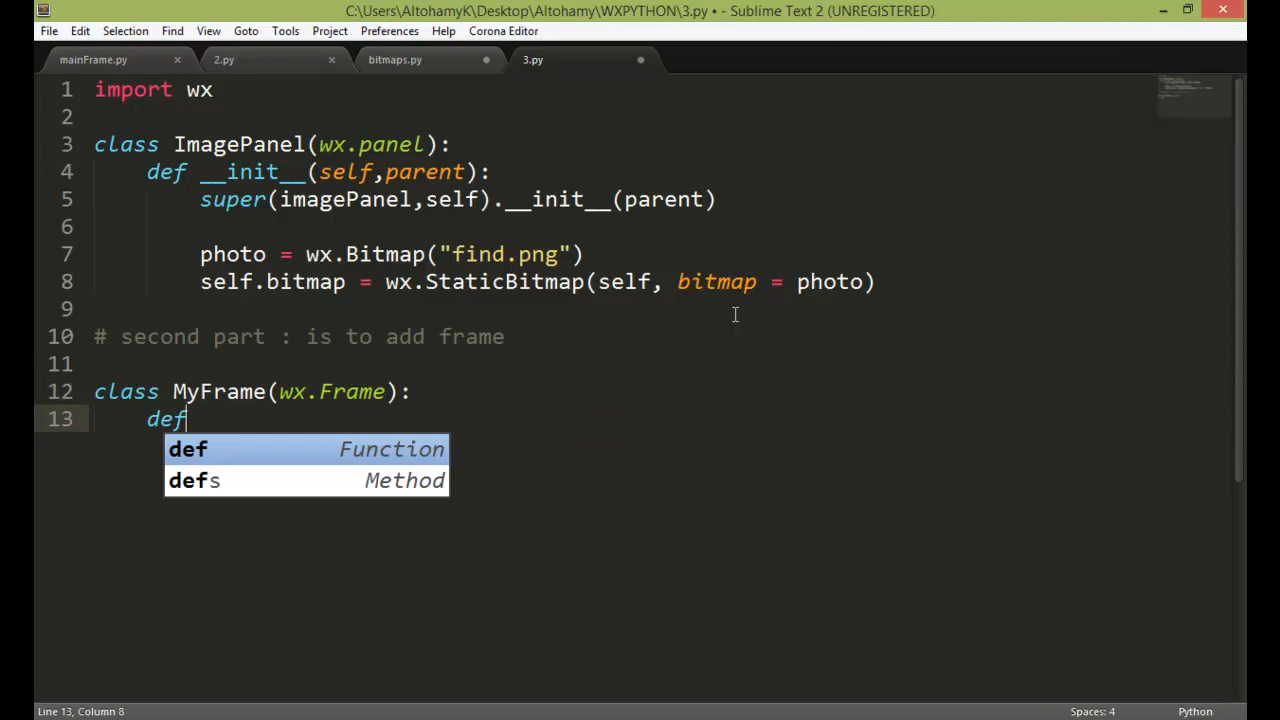 C:\Users\AltohamyK\Desktop\Altohamy\WXPYTHON\3.py • - Sublime Text 2 (UNREGISTERED)
File Edit Selection Find View Goto Tools Project Preferences Help Corona Editor
mainFrame.py 2.py bitmaps.py 3.py
1 import wx
2
3 class ImagePanel(wx.panel):
4 def __init__(self,parent):
5 super(imagePanel,self).__init__(parent)
6
7 photo = wx.Bitmap("find.png")
8 self.bitmap = wx.StaticBitmap(self, bitmap = photo)
9
10 # second part : is to add frame
11
12 class MyFrame(wx.Frame):
13 def
def Function
defs Method
Line 13, Column 8 Spaces: 4 Python